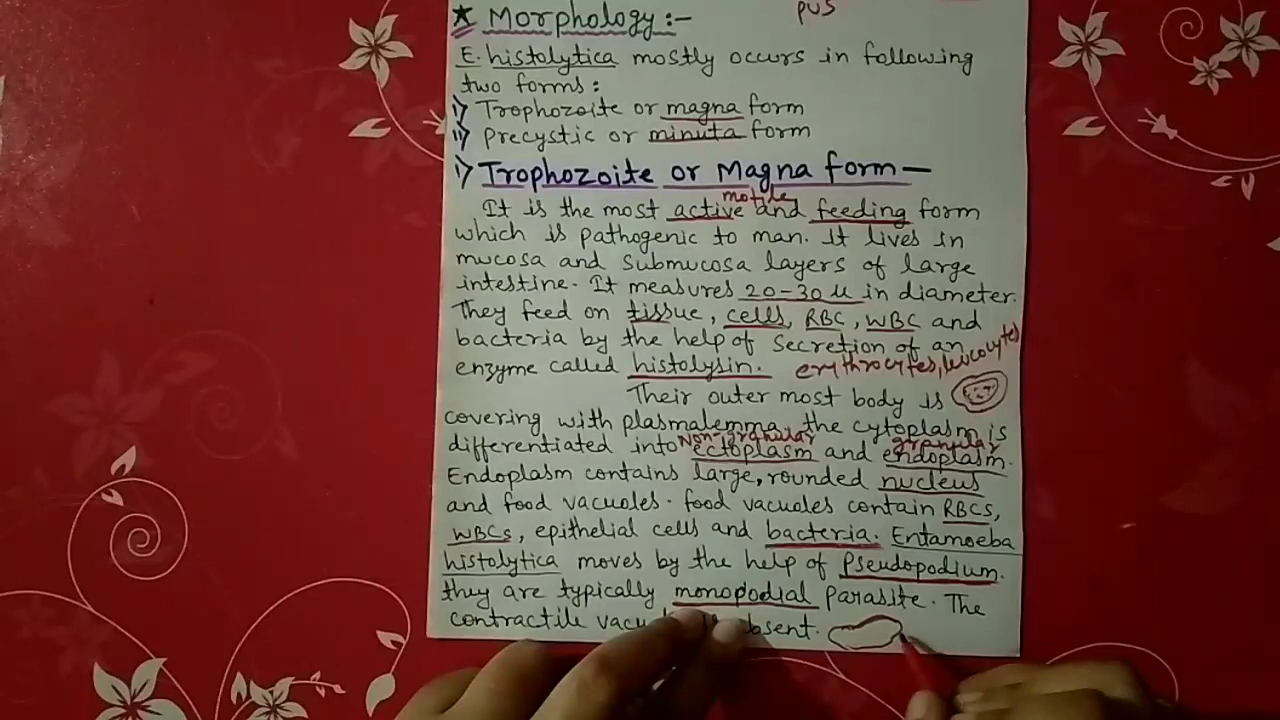 pus
* Morphology :-
E. histolytica mostly occurs in following
two forms :
i) Trophozoite or magna form
ii) Precystic or minuta form
i) Trophozoite or Magna form —
motile
It is the most active and feeding form
which is pathogenic to man. It lives in
mucosa and submucosa layers of large
intestine. It measures 20-30 μ in diameter.
They feed on tissue, cells, RBC, WBC and
bacteria by the help of secretion of an
enzyme called histolysin. erythrocytes, leucocytes
Their outer most body is
covering with plasmalemma, the cytoplasm is
Non-granular granular
differentiated into ectoplasm and endoplasm.
Endoplasm contains large, rounded nucleus
and food vacuoles. food vacuoles contain RBCs,
WBCs, epithelial cells and bacteria. Entamoeba
histolytica moves by the help of Pseudopodium.
they are typically monopodial parasite. The
contractile absent.